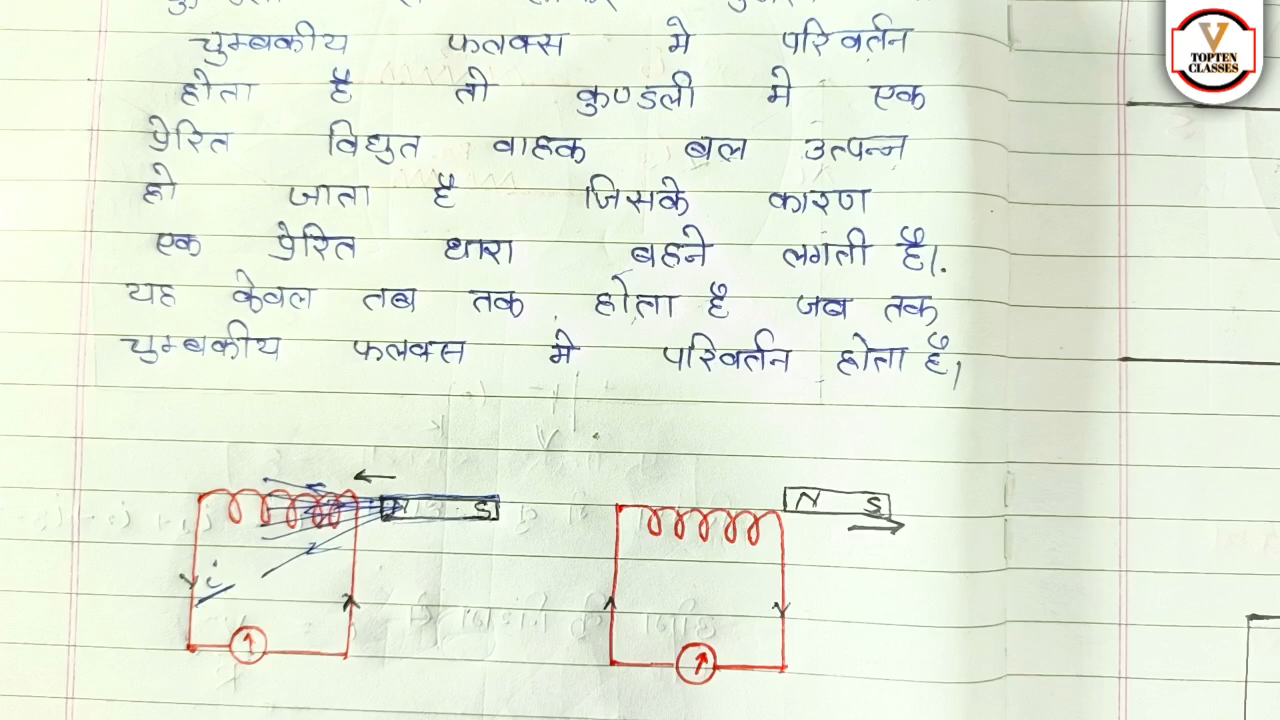 चुम्बकीय फलक्स मे परिवर्तन
होता है तो कुण्डली मे एक
प्रेरित विद्युत वाहक बल उत्पन्न
हो जाता है जिसके कारण
एक प्रेरित धारा बहने लगती है।
यह केवल तब तक होता है जब तक
चुम्बकीय फलक्स मे परिवर्तन होता है।
S
N S
i
V
TOPTEN
CLASSES